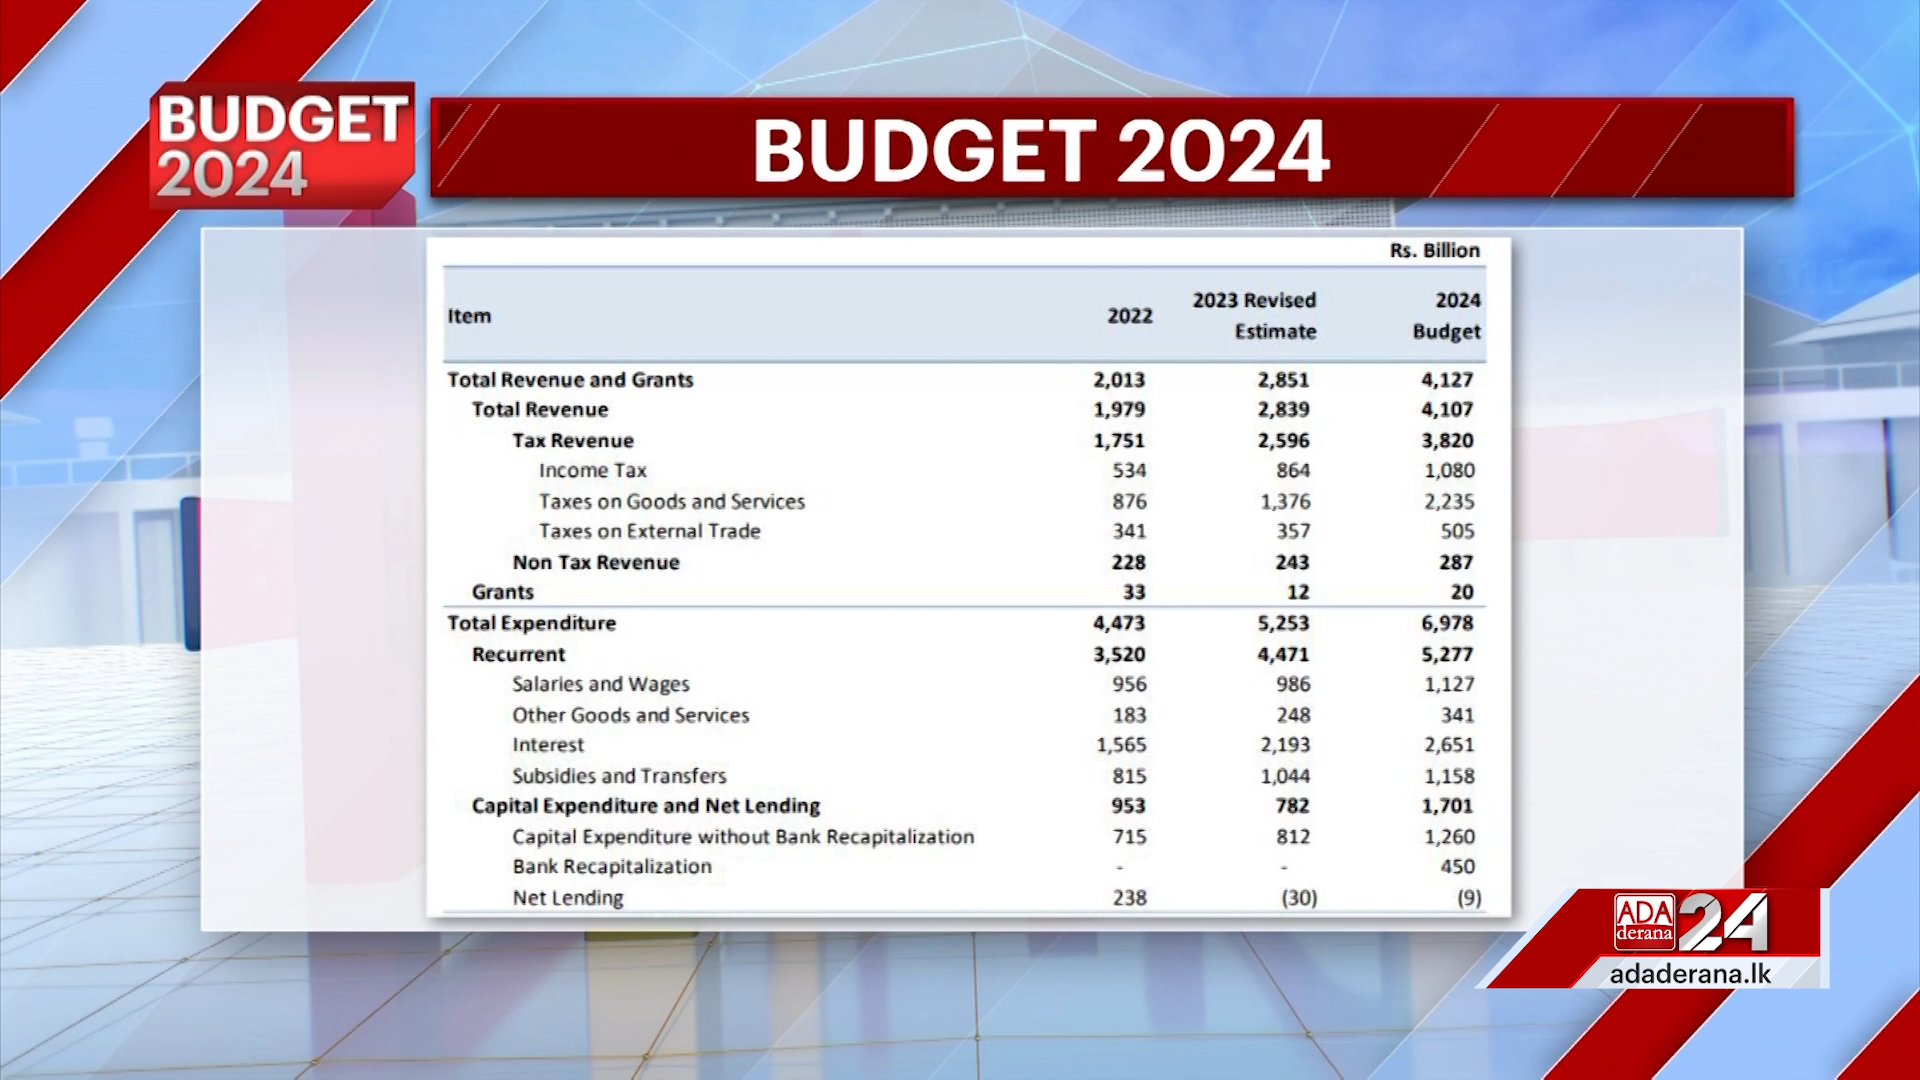 BUDGET
2024
BUDGET 2024
Rs. Billion
Item 2022 2023 Revised Estimate 2024 Budget
Total Revenue and Grants 2,013 2,851 4,127
Total Revenue 1,979 2,839 4,107
Tax Revenue 1,751 2,596 3,820
Income Tax 534 864 1,080
Taxes on Goods and Services 876 1,376 2,235
Taxes on External Trade 341 357 505
Non Tax Revenue 228 243 287
Grants 33 12 20
Total Expenditure 4,473 5,253 6,978
Recurrent 3,520 4,471 5,277
Salaries and Wages 956 986 1,127
Other Goods and Services 183 248 341
Interest 1,565 2,193 2,651
Subsidies and Transfers 815 1,044 1,158
Capital Expenditure and Net Lending 953 782 1,701
Capital Expenditure without Bank Recapitalization 715 812 1,260
Bank Recapitalization - - 450
Net Lending 238 (30) (9)
ADA
derana
24
adaderana.lk